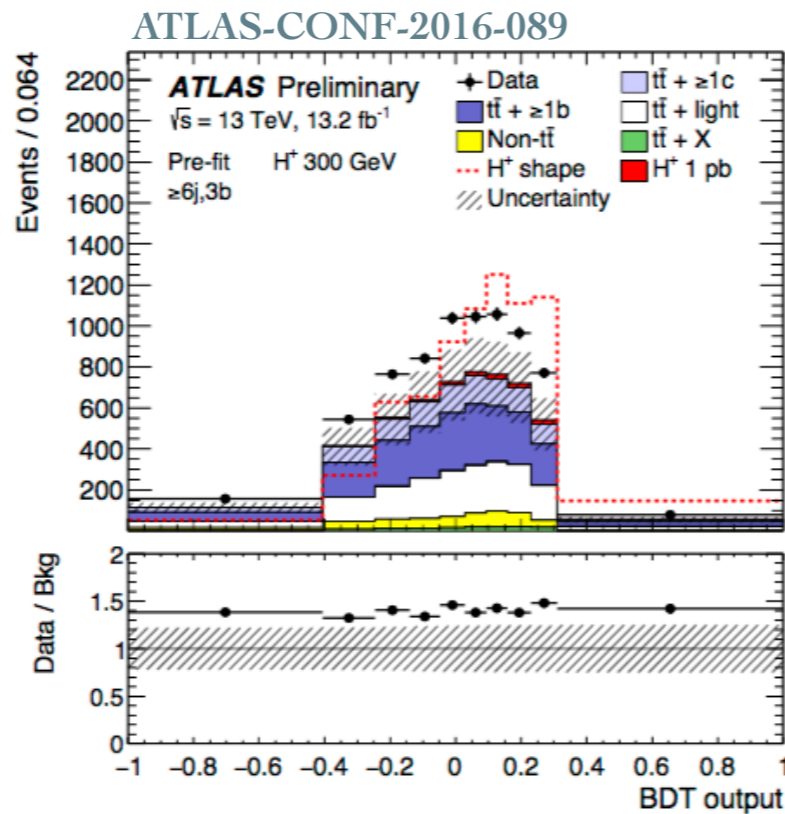 ATLAS-CONF-2016-089
Events / 0.064
2200
2000
1800
1600
1400
1200
1000
800
600
400
200
ATLAS Preliminary
√s = 13 TeV, 13.2 fb⁻¹
Pre-fit H⁺ 300 GeV
≥6j,3b
Data
tt̄ + ≥1c
tt̄ + ≥1b
tt̄ + light
Non-tt̄
tt̄ + X
H⁺ shape
H⁺ 1 pb
Uncertainty
Data / Bkg
2
1.5
1
0.5
0
−1 −0.8 −0.6 −0.4 −0.2 0 0.2 0.4 0.6 0.8 1
BDT output